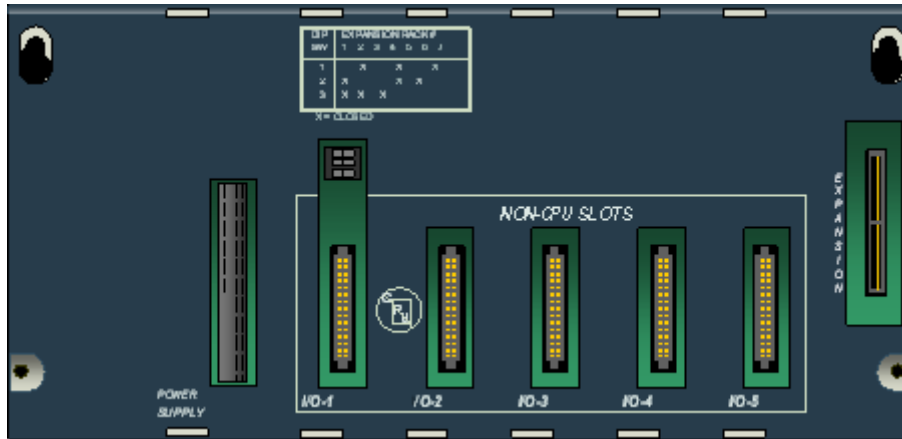 DIP EXPANSION RACK #
SW 1 2 3 4 5 6 7
1 X X X
2 X X X
3 X X X
X = CLOSED
NON-CPU SLOTS
EXPANSION
POWER
SUPPLY
I/O-1
I/O-2
I/O-3
I/O-4
I/O-5